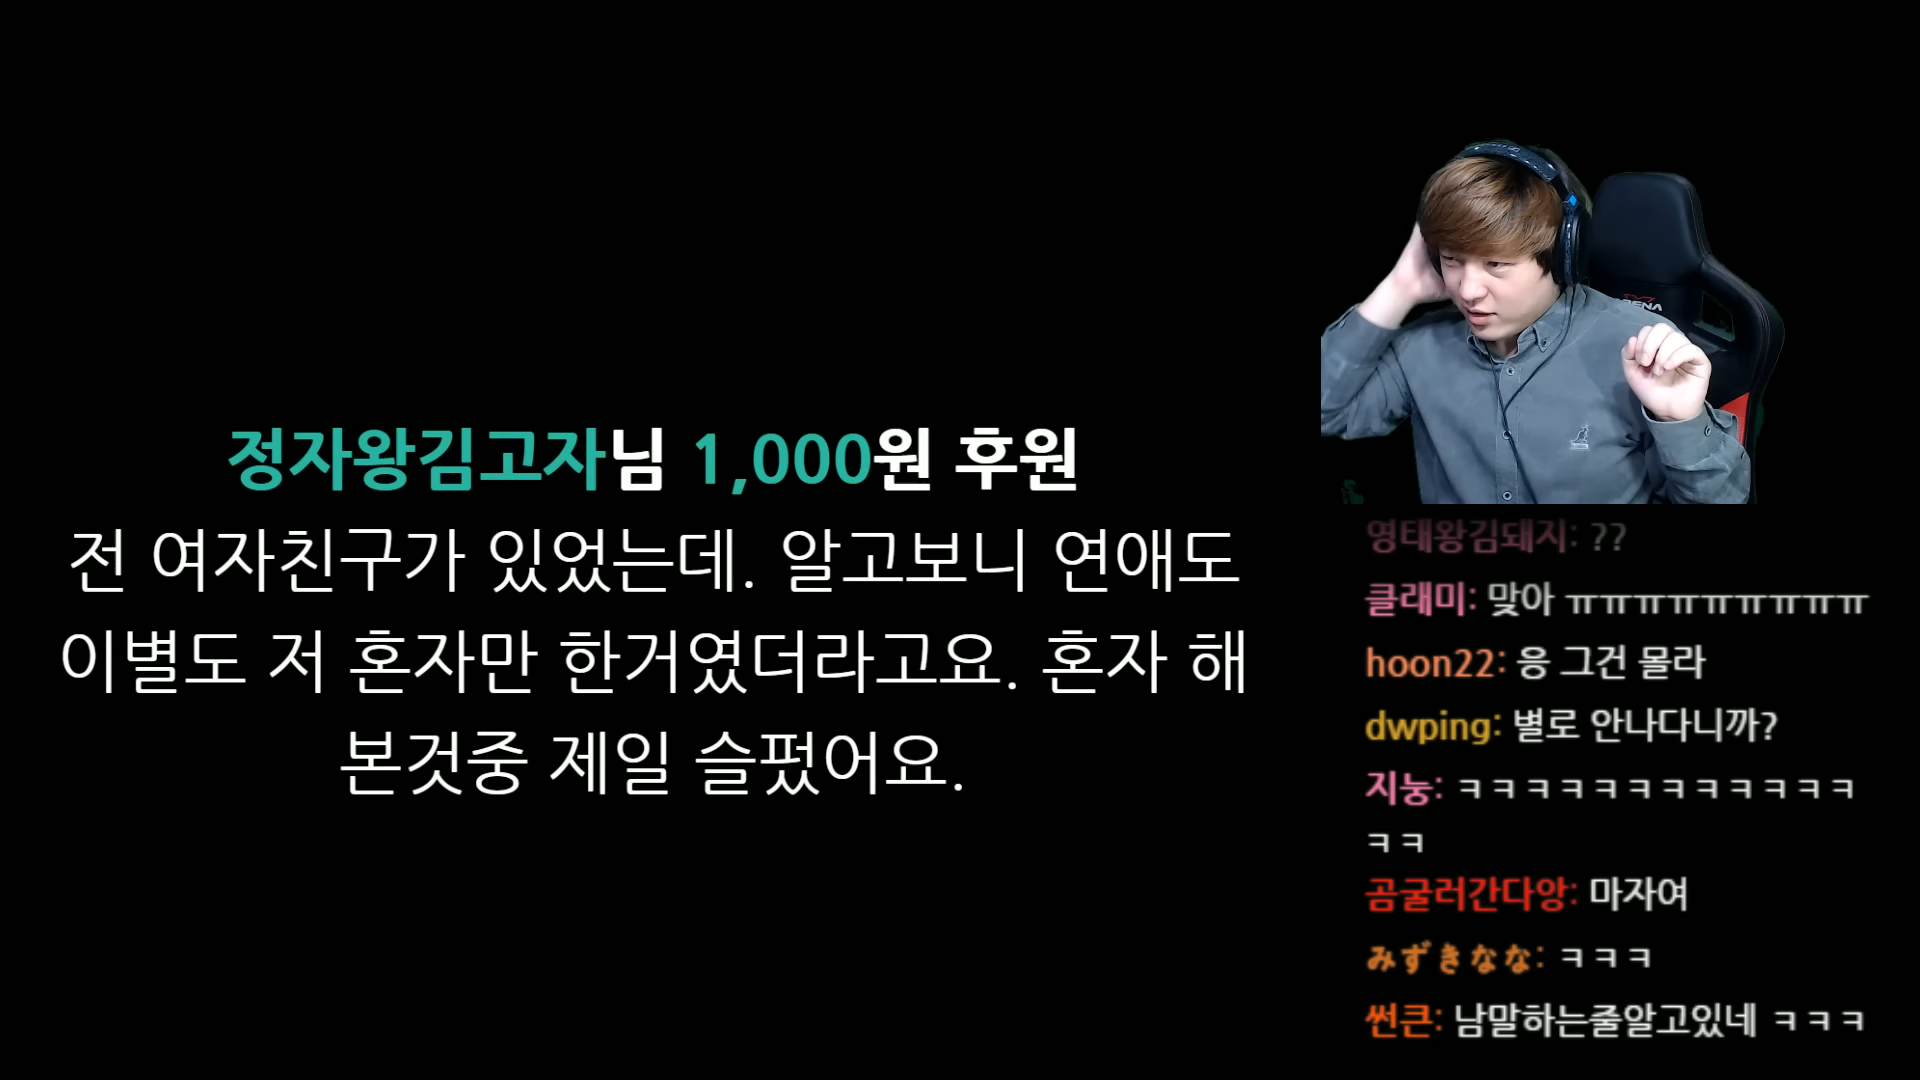 정자왕김고자님 1,000원 후원
전 여자친구가 있었는데. 알고보니 연애도
이별도 저 혼자만 한거였더라고요. 혼자 해
본것중 제일 슬펐어요.
영태왕김돼지: ??
클래미: 맞아 ㅠㅠㅠㅠㅠㅠㅠㅠㅠ
hoon22: 응 그건 몰라
dwping: 별로 안나다니까?
지눙: ㅋㅋㅋㅋㅋㅋㅋㅋㅋㅋㅋㅋ
ㅋㅋ
곰굴러간다앙: 마자여
みずきなな: ㅋㅋㅋ
썬큰: 남말하는줄알고있네 ㅋㅋㅋ